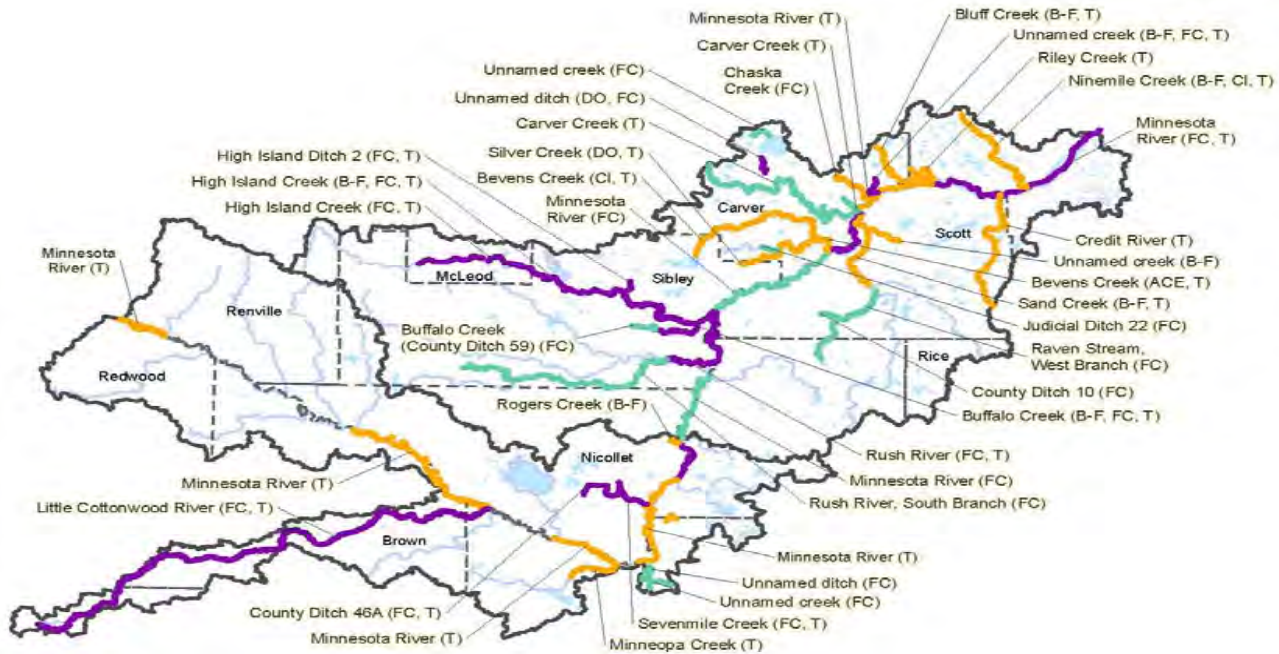 Bluff Creek (B-F, T)
Minnesota River (T)
Unnamed creek (B-F, FC, T)
Carver Creek (T)
Riley Creek (T)
Unnamed creek (FC)
Chaska
Creek (FC)
Ninemile Creek (B-F, Cl, T)
Unnamed ditch (DO, FC)
Carver Creek (T)
Minnesota
River (FC, T)
High Island Ditch 2 (FC, T)
Silver Creek (DO, T)
High Island Creek (B-F, FC, T)
Bevens Creek (Cl, T)
High Island Creek (FC, T)
Minnesota
River (FC)
Carver
Scott
Credit River (T)
Minnesota
River (T)
Unnamed creek (B-F)
McLeod
Sibley
Bevens Creek (ACE, T)
Sand Creek (B-F, T)
Renville
Judicial Ditch 22 (FC)
Buffalo Creek
(County Ditch 59) (FC)
Raven Stream,
West Branch (FC)
Redwood
Rice
County Ditch 10 (FC)
Rogers Creek (B-F)
Buffalo Creek (B-F, FC, T)
Nicollet
Rush River (FC, T)
Minnesota River (T)
Minnesota River (FC)
Rush River, South Branch (FC)
Little Cottonwood River (FC, T)
Brown
Minnesota River (T)
Unnamed ditch (FC)
County Ditch 46A (FC, T)
Unnamed creek (FC)
Minnesota River (T)
Sevenmile Creek (FC, T)
Minneopa Creek (T)